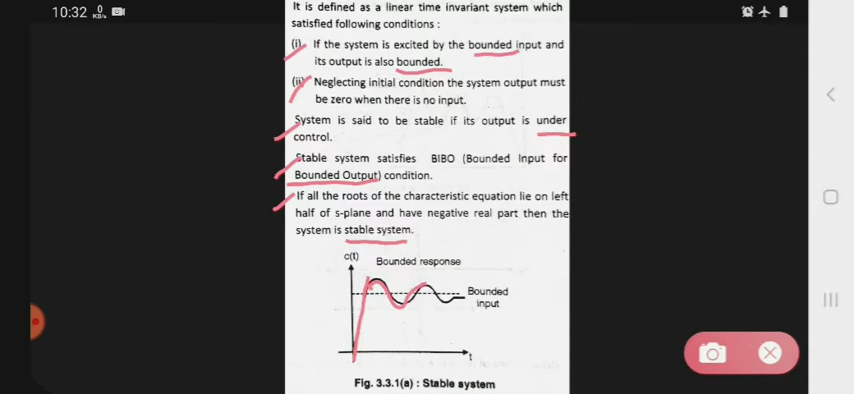 10:32
0
KB/s
It is defined as a linear time invariant system which
satisfied following conditions :
(i) If the system is excited by the bounded input and
its output is also bounded.
(ii) Neglecting initial condition the system output must
be zero when there is no input.
System is said to be stable if its output is under
control.
Stable system satisfies BIBO (Bounded Input for
Bounded Output) condition.
If all the roots of the characteristic equation lie on left
half of s-plane and have negative real part then the
system is stable system.
c(t)
Bounded response
Bounded
input
t
Fig. 3.3.1(a) : Stable system